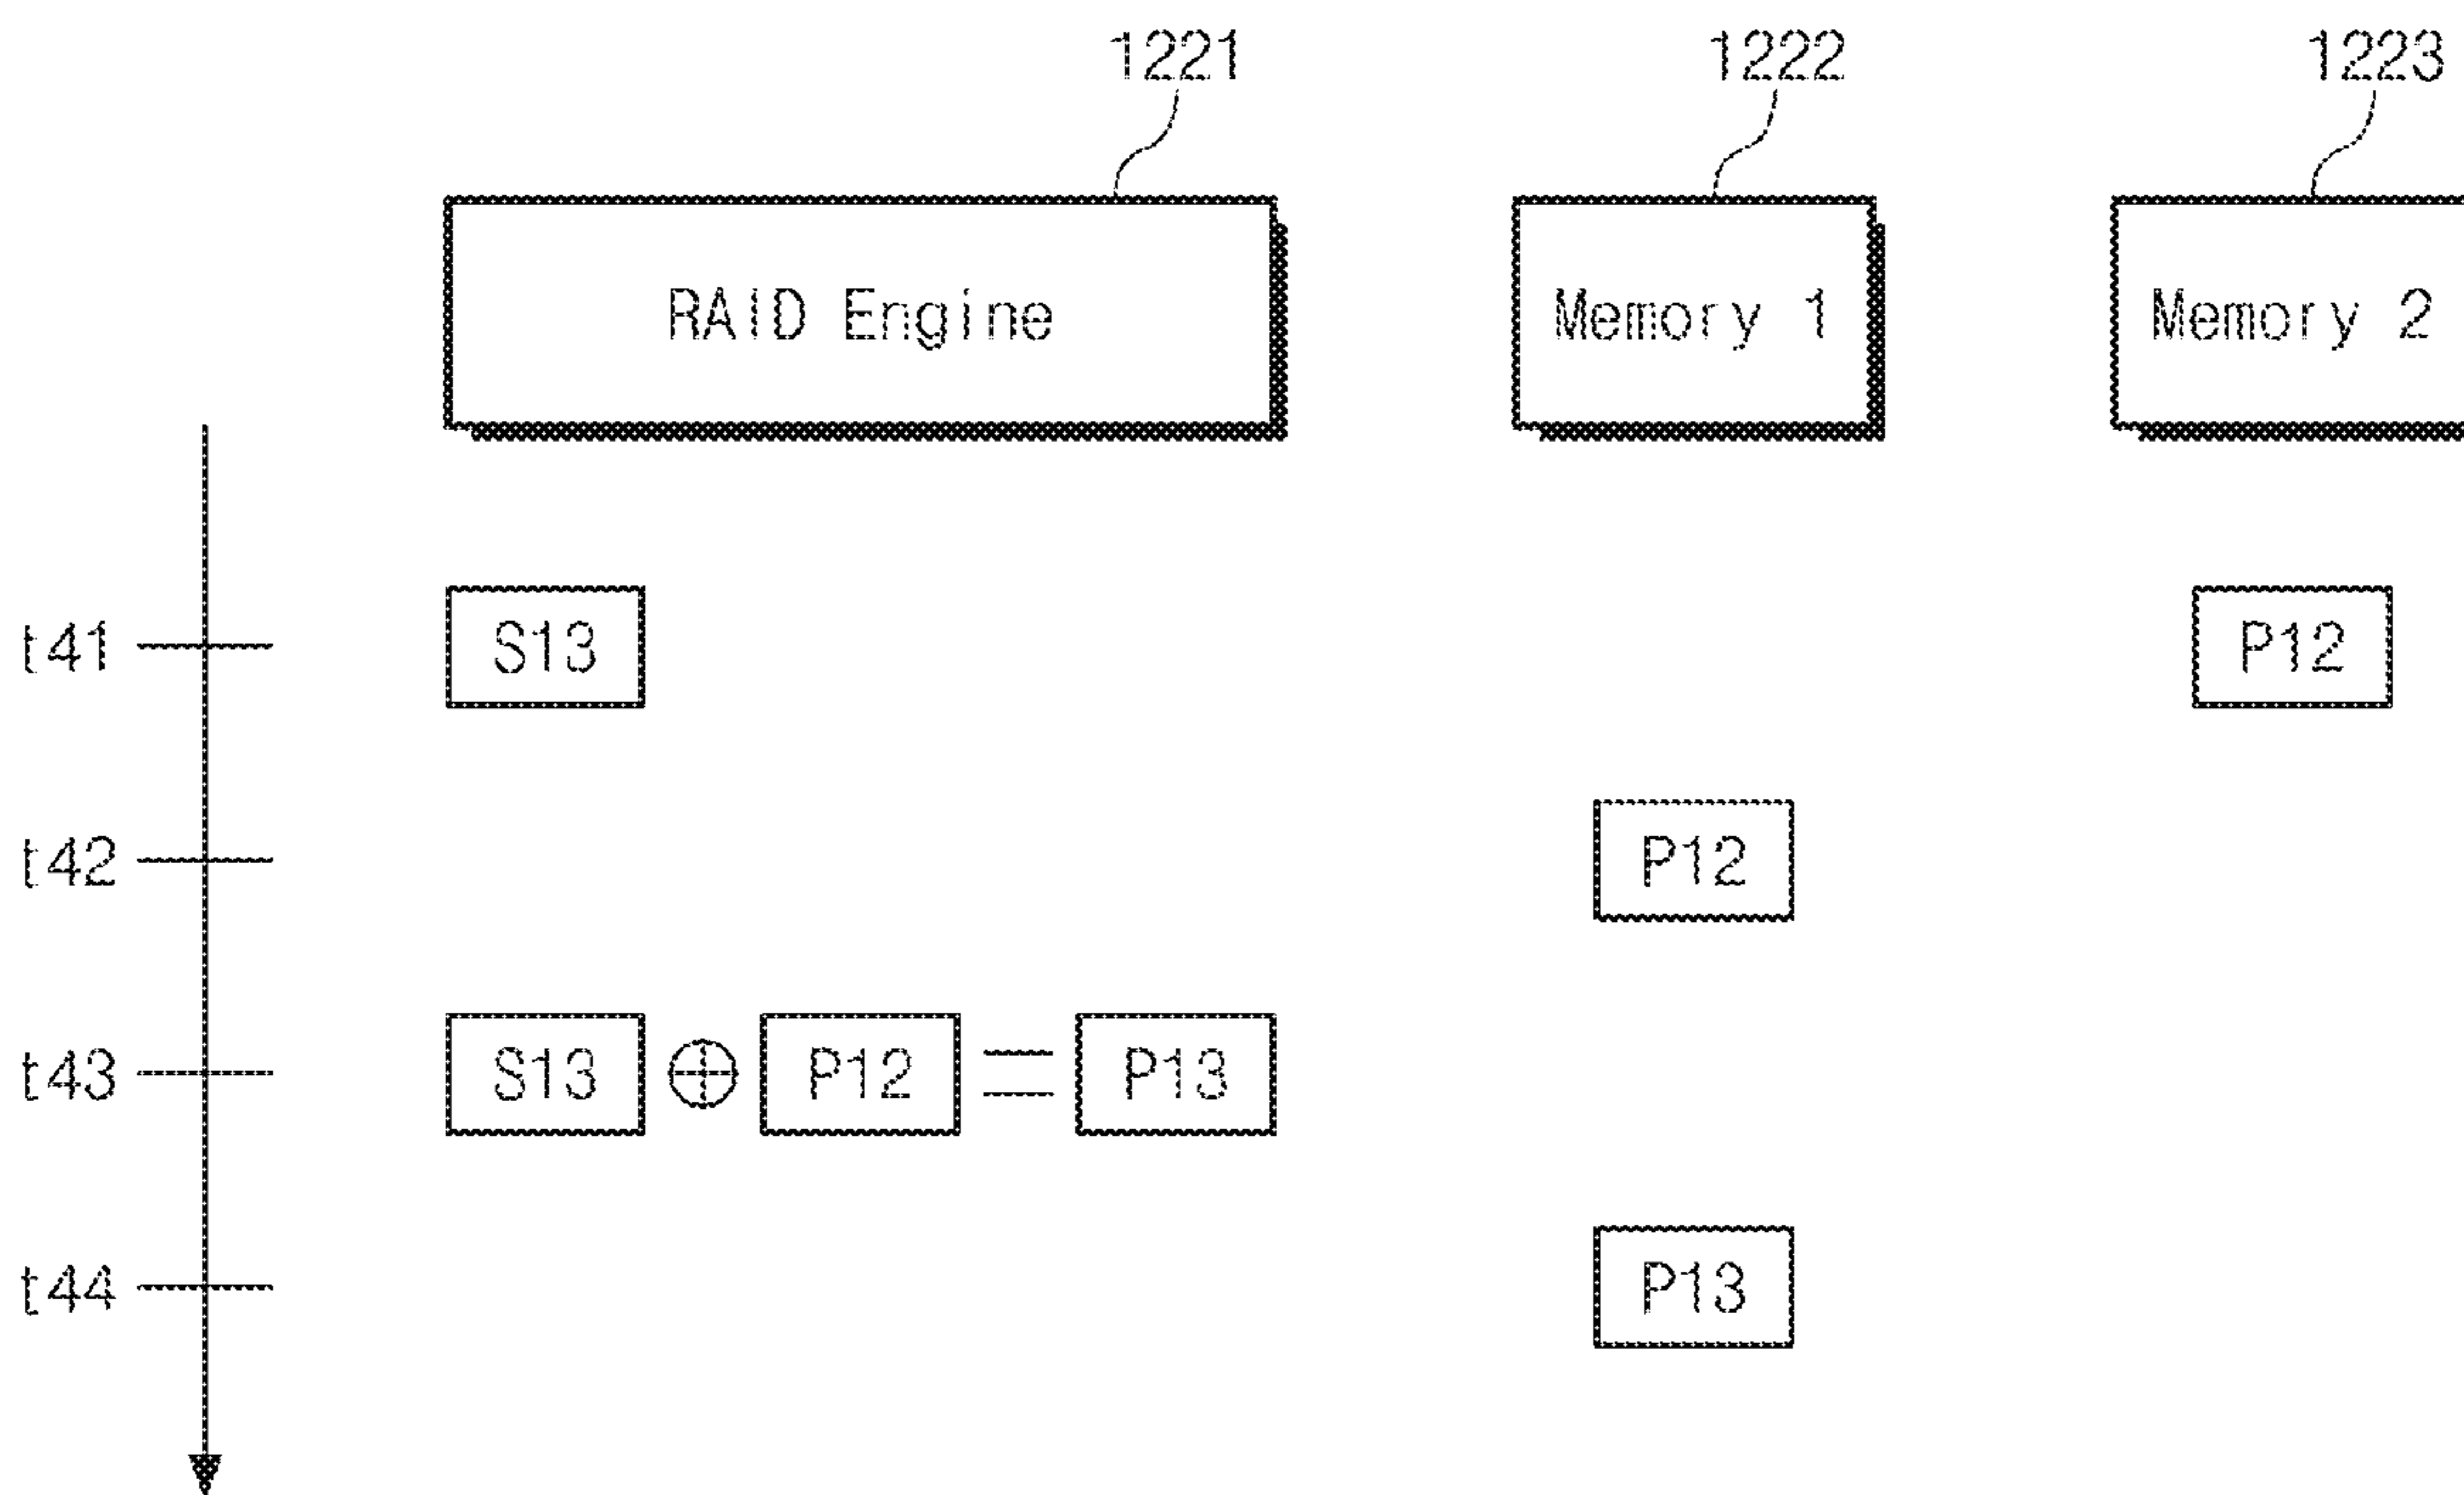 1221 1222 1223
RAID Engine Memory 1 Memory 2
t41 S13 P12
t42 P12
t43 S13 ⊕ P12 = P13
t44 P13